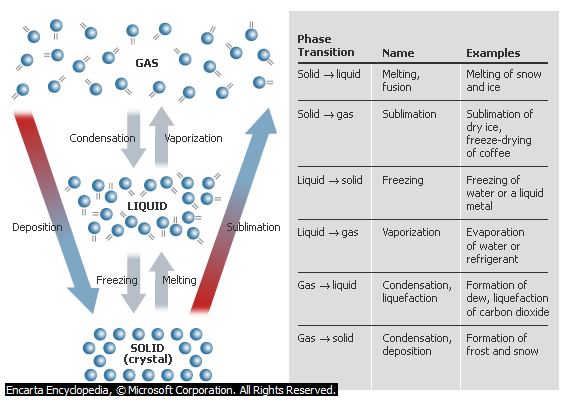 GAS
Condensation
Vaporization
LIQUID
Deposition
Sublimation
Freezing
Melting
SOLID
(crystal)
Phase
Transition Name Examples
Solid → liquid Melting, Melting of snow
fusion and ice
Solid → gas Sublimation Sublimation of
dry ice,
freeze-drying
of coffee
Liquid → solid Freezing Freezing of
water or a liquid
metal
Liquid → gas Vaporization Evaporation
of water or
refrigerant
Gas → liquid Condensation, Formation of
liquefaction dew, liquefaction
of carbon dioxide
Gas → solid Condensation, Formation of
deposition frost and snow
Encarta Encyclopedia, © Microsoft Corporation. All Rights Reserved.